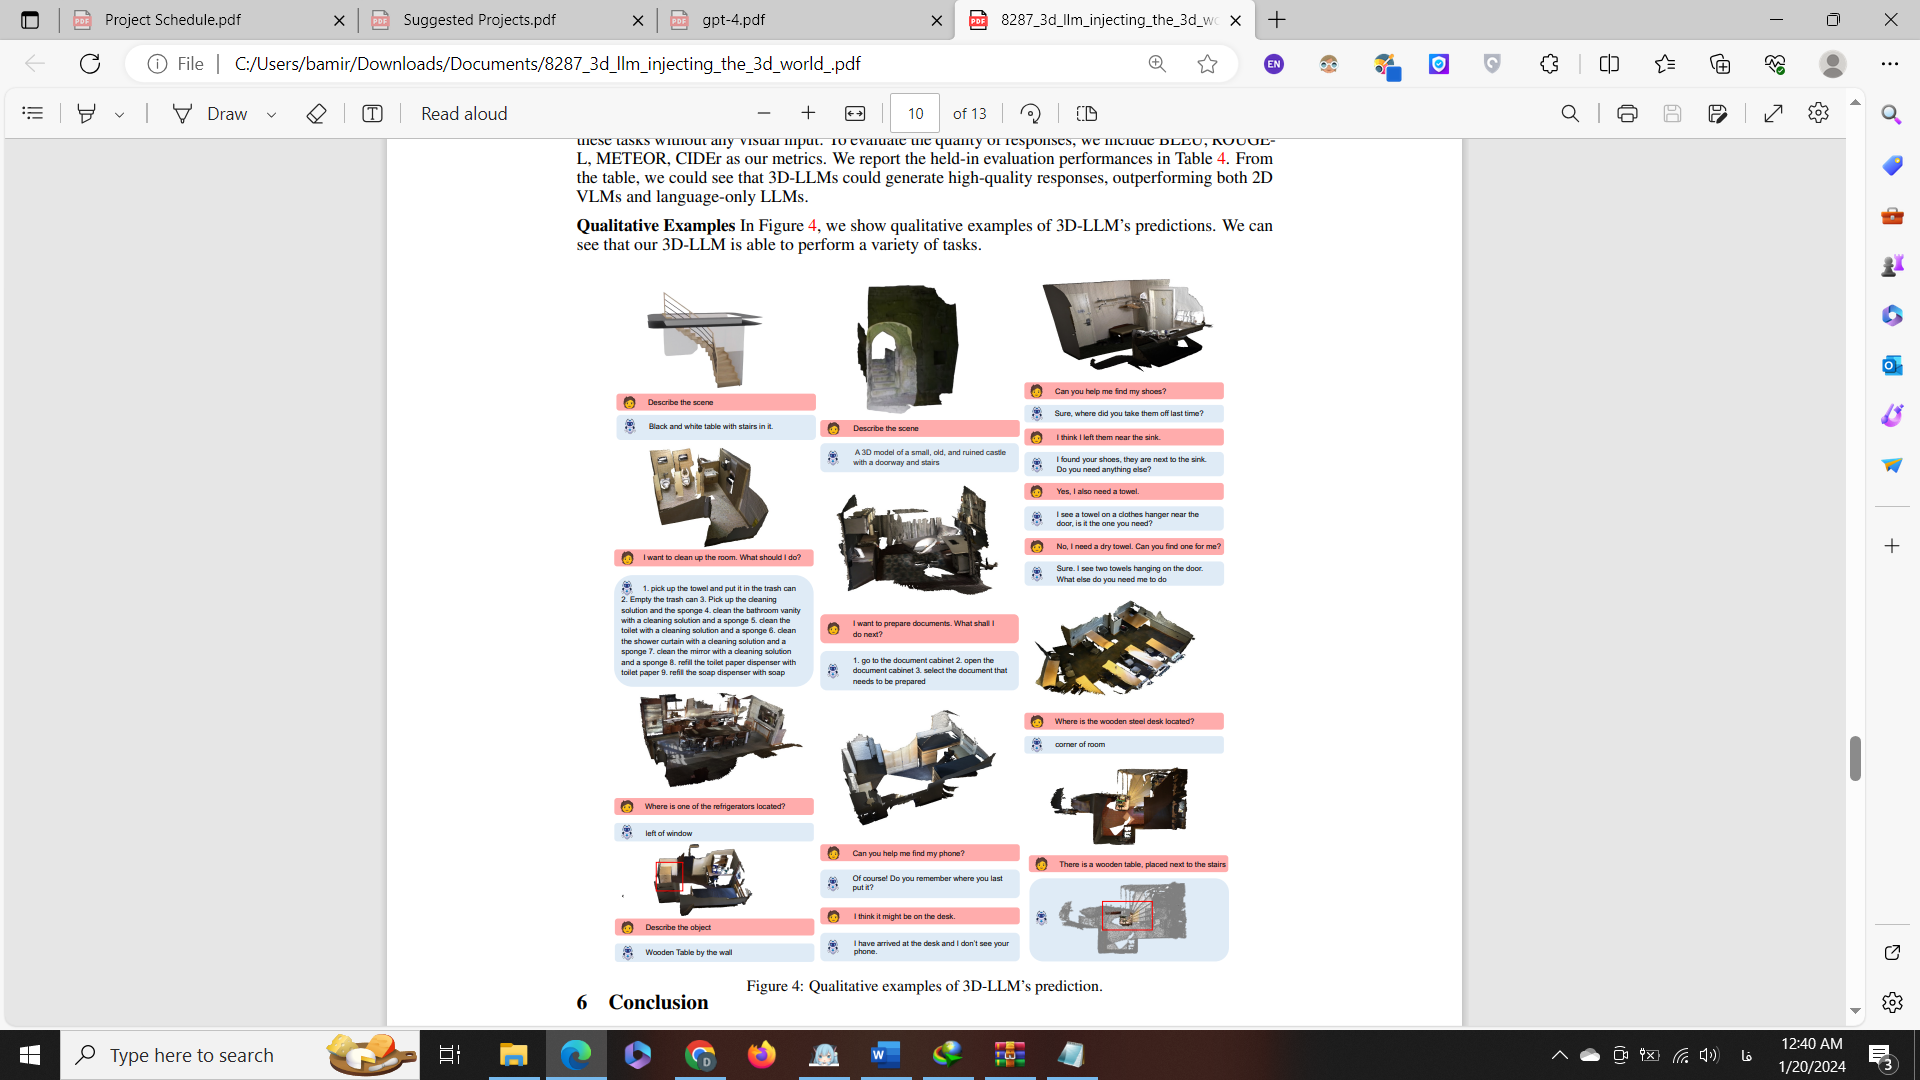 Project Schedule.pdf
Suggested Projects.pdf
gpt-4.pdf
8287_3d_llm_injecting_the_3d_wo
File
C:/Users/bamir/Downloads/Documents/8287_3d_llm_injecting_the_3d_world_.pdf
EN
Draw
Read aloud
10 of 13
these tasks without any visual input. To evaluate the quality of responses, we include BLEU, ROUGE-
L, METEOR, CIDEr as our metrics. We report the held-in evaluation performances in Table 4. From
the table, we could see that 3D-LLMs could generate high-quality responses, outperforming both 2D
VLMs and language-only LLMs.
Qualitative Examples In Figure 4, we show qualitative examples of 3D-LLM's predictions. We can
see that our 3D-LLM is able to perform a variety of tasks.
Describe the scene
Black and white table with stairs in it.
I want to clean up the room. What should I do?
1. pick up the towel and put it in the trash can
2. Empty the trash can 3. Pick up the cleaning
solution and the sponge 4. clean the bathroom vanity
with a cleaning solution and a sponge 5. clean the
toilet with a cleaning solution and a sponge 6. clean
the shower curtain with a cleaning solution and a
sponge 7. clean the mirror with a cleaning solution
and a sponge 8. refill the toilet paper dispenser with
toilet paper 9. refill the soap dispenser with soap
Where is one of the refrigerators located?
left of window
Describe the object
Wooden Table by the wall
Describe the scene
A 3D model of a small, old, and ruined castle
with a doorway and stairs
I want to prepare documents. What shall I
do next?
1. go to the document cabinet 2. open the
document cabinet 3. select the document that
needs to be prepared
Can you help me find my phone?
Of course! Do you remember where you last
put it?
I think it might be on the desk.
I have arrived at the desk and I don't see your
phone.
Can you help me find my shoes?
Sure, where did you take them off last time?
I think I left them near the sink.
I found your shoes, they are next to the sink.
Do you need anything else?
Yes, I also need a towel.
I see a towel on a clothes hanger near the
door, is it the one you need?
No, I need a dry towel. Can you find one for me?
Sure. I see two towels hanging on the door.
What else do you need me to do
Where is the wooden steel desk located?
corner of room
There is a wooden table, placed next to the stairs
Figure 4: Qualitative examples of 3D-LLM's prediction.
6 Conclusion
Type here to search
D
W
فا
12:40 AM
1/20/2024
3